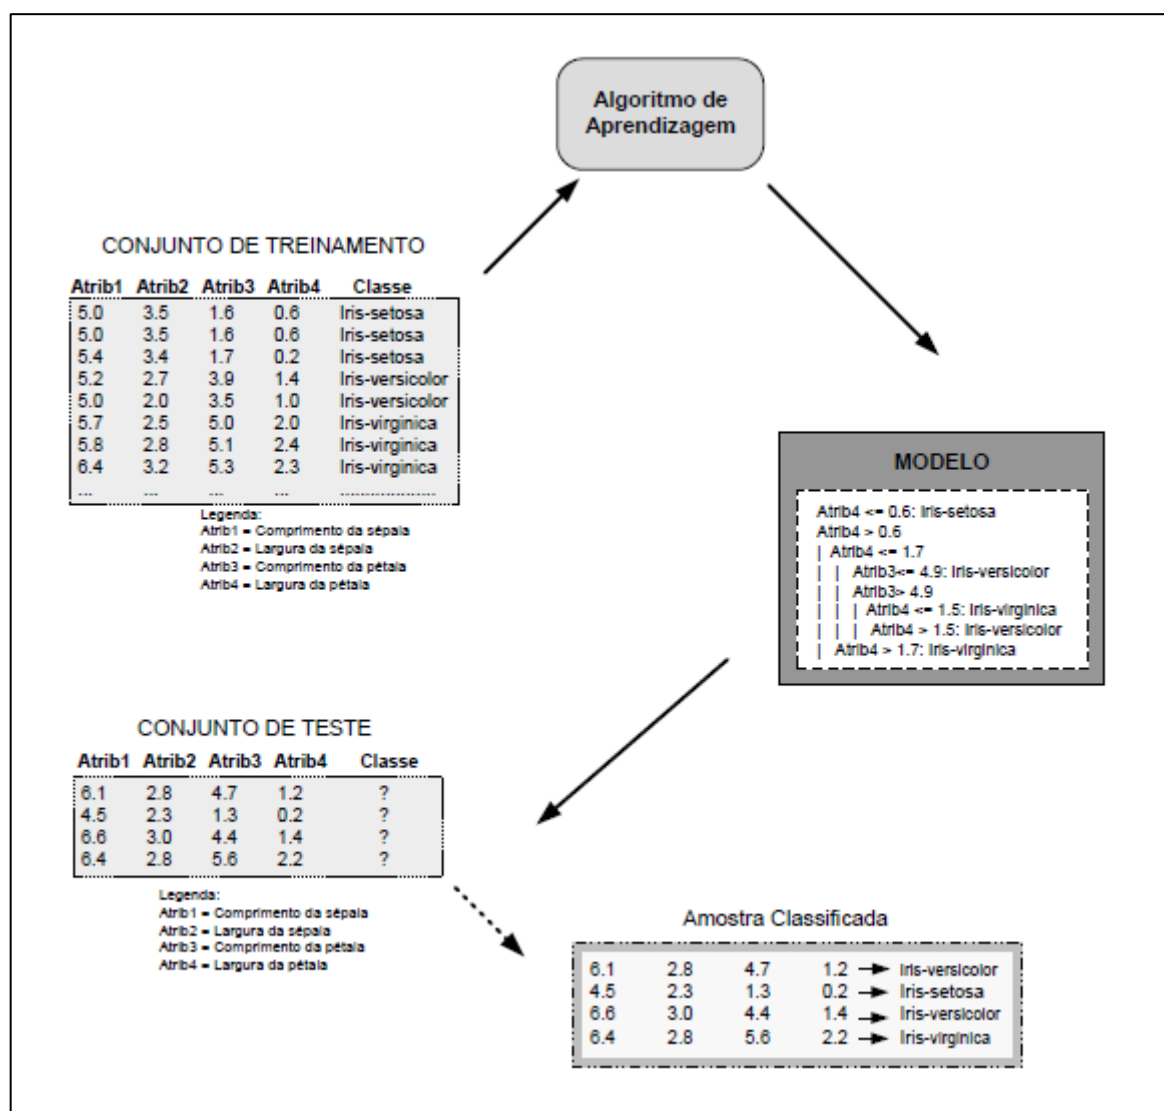 Algoritmo de
Aprendizagem
CONJUNTO DE TREINAMENTO
Atrib1 Atrib2 Atrib3 Atrib4 Classe
5.0 3.5 1.6 0.6 Iris-setosa
5.0 3.5 1.6 0.6 Iris-setosa
5.4 3.4 1.7 0.2 Iris-setosa
5.2 2.7 3.9 1.4 Iris-versicolor
5.0 2.0 3.5 1.0 Iris-versicolor
5.7 2.5 5.0 2.0 Iris-virginica
5.8 2.8 5.1 2.4 Iris-virginica
6.4 3.2 5.3 2.3 Iris-virginica
... ... ... ... ................
Legenda:
Atrib1 = Comprimento da sépala
Atrib2 = Largura da sépala
Atrib3 = Comprimento da pétala
Atrib4 = Largura da pétala
MODELO
Atrib4 <= 0.6: Iris-setosa
Atrib4 > 0.6
| Atrib4 <= 1.7
| | Atrib3<= 4.9: Iris-versicolor
| | Atrib3> 4.9
| | | Atrib4 <= 1.5: Iris-virginica
| | | Atrib4 > 1.5: Iris-versicolor
| Atrib4 > 1.7: Iris-virginica
CONJUNTO DE TESTE
Atrib1 Atrib2 Atrib3 Atrib4 Classe
6.1 2.8 4.7 1.2 ?
4.5 2.3 1.3 0.2 ?
6.6 3.0 4.4 1.4 ?
6.4 2.8 5.6 2.2 ?
Legenda:
Atrib1 = Comprimento da sépala
Atrib2 = Largura da sépala
Atrib3 = Comprimento da pétala
Atrib4 = Largura da pétala
Amostra Classificada
6.1 2.8 4.7 1.2 Iris-versicolor
4.5 2.3 1.3 0.2 Iris-setosa
6.6 3.0 4.4 1.4 Iris-versicolor
6.4 2.8 5.6 2.2 Iris-virginica